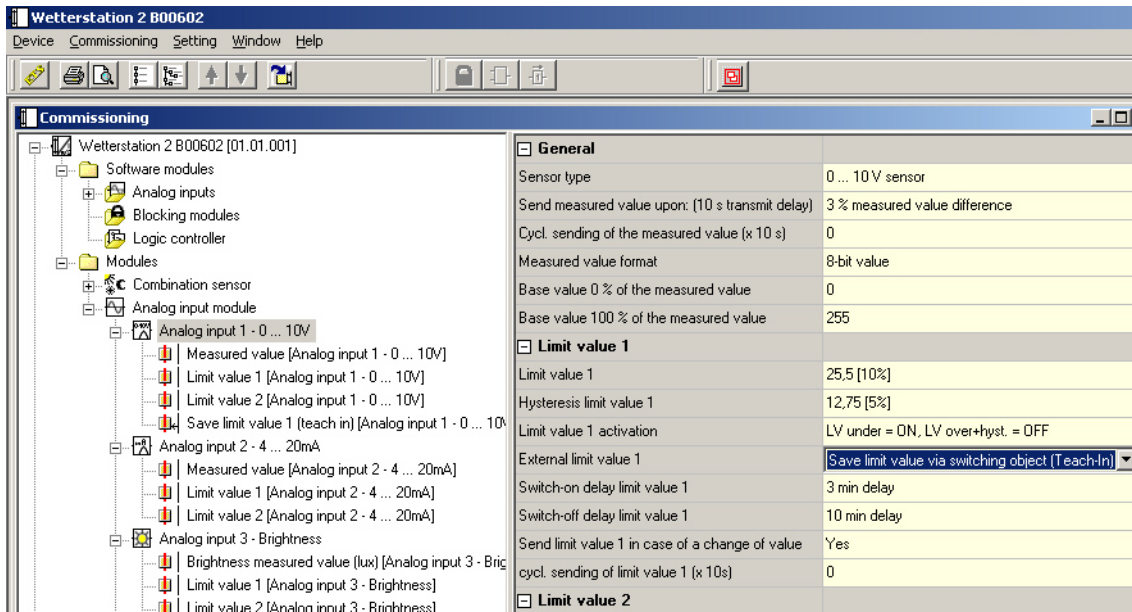 Wetterstation 2 B00602
Device Commissioning Setting Window Help
Commissioning
Wetterstation 2 B00602 [01.01.001]
Software modules
Analog inputs
Blocking modules
Logic controller
Modules
Combination sensor
Analog input module
Analog input 1 - 0 ... 10V
Measured value [Analog input 1 - 0 ... 10V]
Limit value 1 [Analog input 1 - 0 ... 10V]
Limit value 2 [Analog input 1 - 0 ... 10V]
Save limit value 1 (teach in) [Analog input 1 - 0 ... 10V
Analog input 2 - 4 ... 20mA
Measured value [Analog input 2 - 4 ... 20mA]
Limit value 1 [Analog input 2 - 4 ... 20mA]
Limit value 2 [Analog input 2 - 4 ... 20mA]
Analog input 3 - Brightness
Brightness measured value (lux) [Analog input 3 - Brig
Limit value 1 [Analog input 3 - Brightness]
Limit value 2 [Analog input 3 - Brightness]
General
Sensor type 0 ... 10 V sensor
Send measured value upon: (10 s transmit delay) 3 % measured value difference
Cycl. sending of the measured value (x 10 s) 0
Measured value format 8-bit value
Base value 0 % of the measured value 0
Base value 100 % of the measured value 255
Limit value 1
Limit value 1 25,5 [10%]
Hysteresis limit value 1 12,75 [5%]
Limit value 1 activation LV under = ON, LV over+hyst. = OFF
External limit value 1 Save limit value via switching object (Teach-In)
Switch-on delay limit value 1 3 min delay
Switch-off delay limit value 1 10 min delay
Send limit value 1 in case of a change of value Yes
cycl. sending of limit value 1 (x 10s) 0
Limit value 2